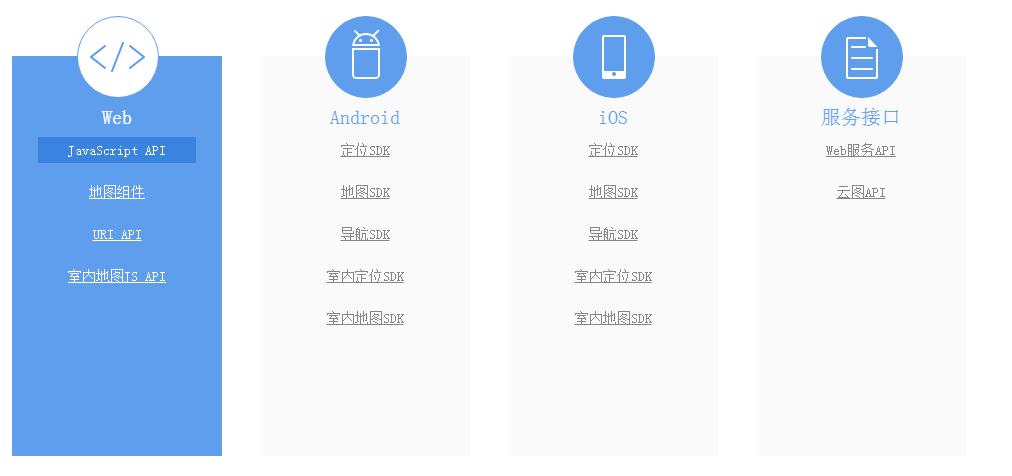 Web
JavaScript API
地图组件
URI API
室内地图JS API
Android
定位SDK
地图SDK
导航SDK
室内定位SDK
室内地图SDK
iOS
定位SDK
地图SDK
导航SDK
室内定位SDK
室内地图SDK
服务接口
Web服务API
云图API